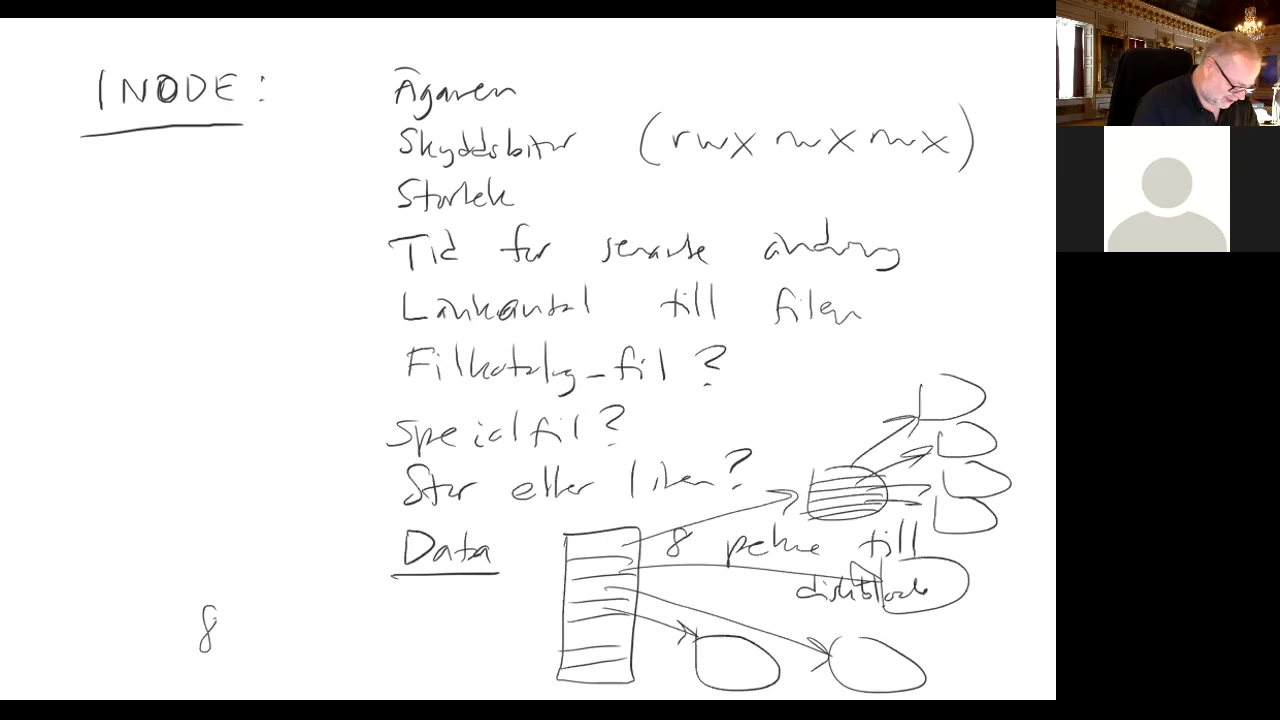 INODE:
Ägaren
Skyddsbitar (rwx rwx rwx)
Storlek
Tid för senaste ändring
Länkantal till filen
Filkatalog-fil?
Specialfil?
Stor eller liten?
Data
8 pekare till
diskblock
8